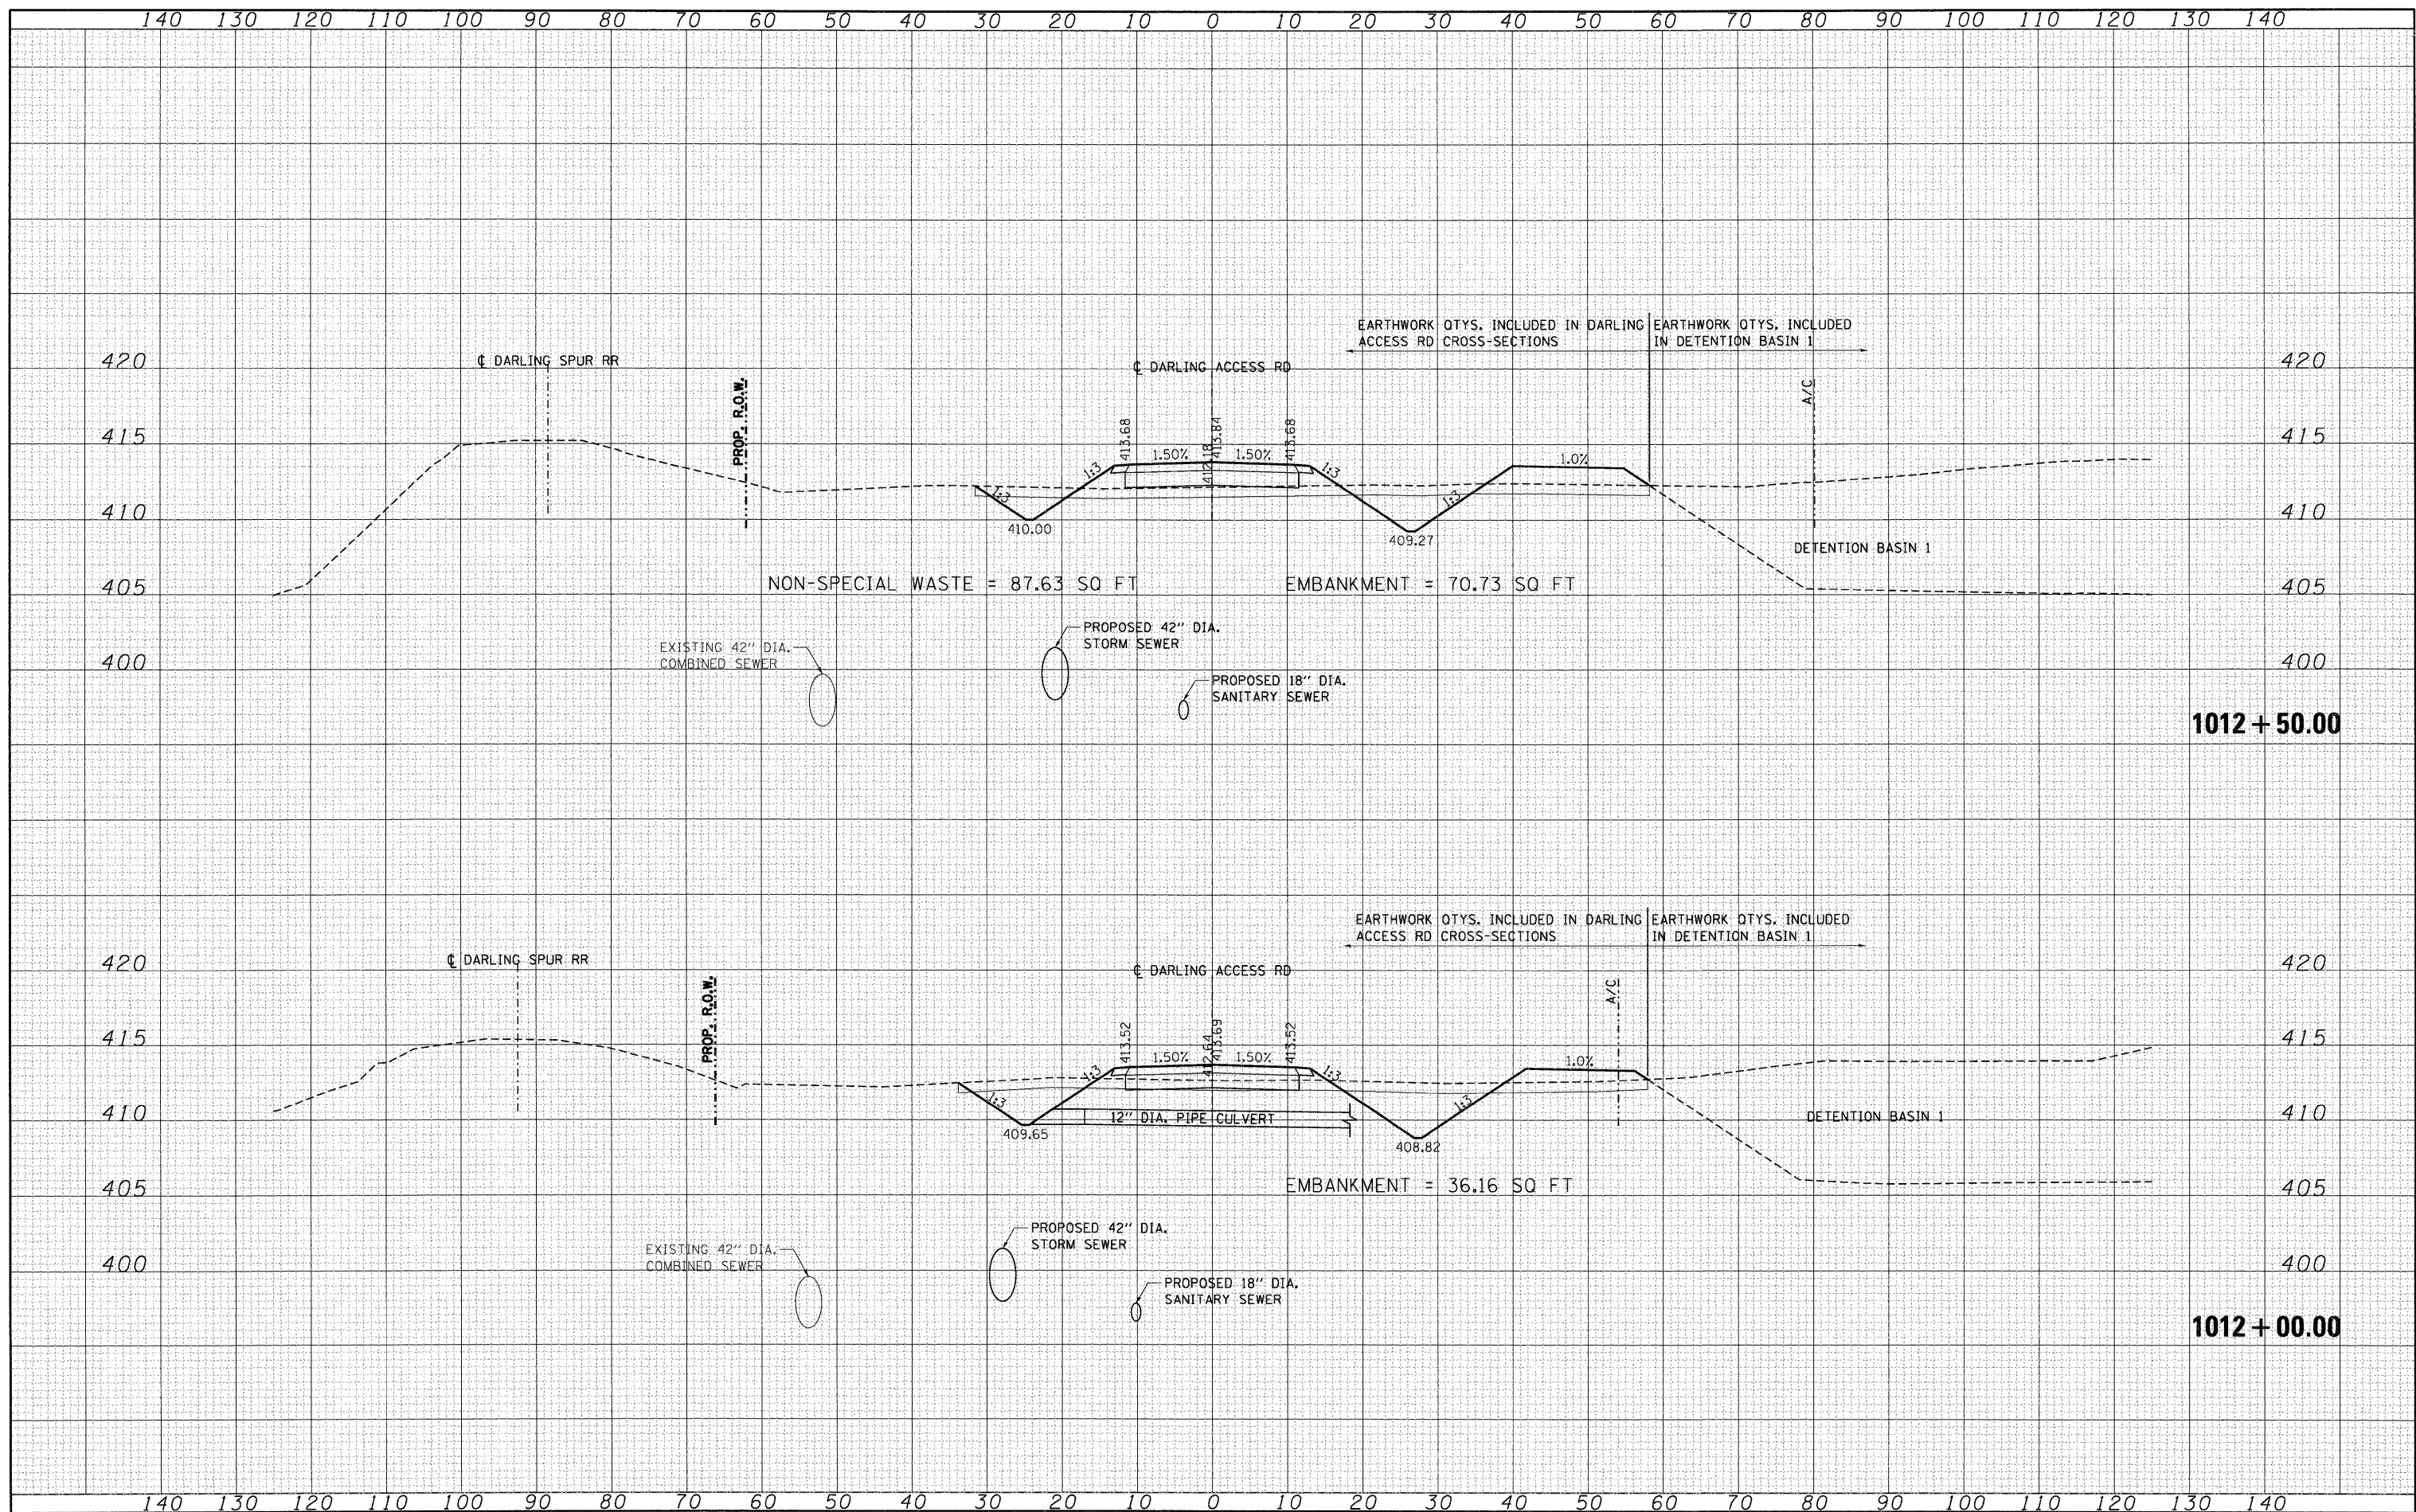 140 130 120 110 100 90 80 70 60 50 40 30 20 10 0 10 20 30 40 50 60 70 80 90 100 110 120 130 140
EARTHWORK QTYS. INCLUDED IN DARLING
ACCESS RD CROSS-SECTIONS
EARTHWORK QTYS. INCLUDED
IN DETENTION BASIN 1
420
℄ DARLING SPUR RR
℄ DARLING ACCESS RD
420
PROP. R.O.W.
A/C
415
413.68
1.50%
412.18
413.84
1.50%
413.68
415
1:3
1:3
1:3
1:3
1.0%
410
410.00
409.27
410
DETENTION BASIN 1
405
NON-SPECIAL WASTE = 87.63 SQ FT
EMBANKMENT = 70.73 SQ FT
405
EXISTING 42" DIA.
COMBINED SEWER
PROPOSED 42" DIA.
STORM SEWER
400
400
PROPOSED 18" DIA.
SANITARY SEWER
1012+50.00
EARTHWORK QTYS. INCLUDED IN DARLING
ACCESS RD CROSS-SECTIONS
EARTHWORK QTYS. INCLUDED
IN DETENTION BASIN 1
420
℄ DARLING SPUR RR
℄ DARLING ACCESS RD
420
PROP. R.O.W.
A/C
415
413.52
1.50%
412.64
413.69
1.50%
413.52
415
1:3
1:3
1:3
1:3
1.0%
410
12" DIA. PIPE CULVERT
410
409.65
408.82
DETENTION BASIN 1
405
EMBANKMENT = 36.16 SQ FT
405
EXISTING 42" DIA.
COMBINED SEWER
PROPOSED 42" DIA.
STORM SEWER
400
400
PROPOSED 18" DIA.
SANITARY SEWER
1012+00.00
140 130 120 110 100 90 80 70 60 50 40 30 20 10 0 10 20 30 40 50 60 70 80 90 100 110 120 130 140